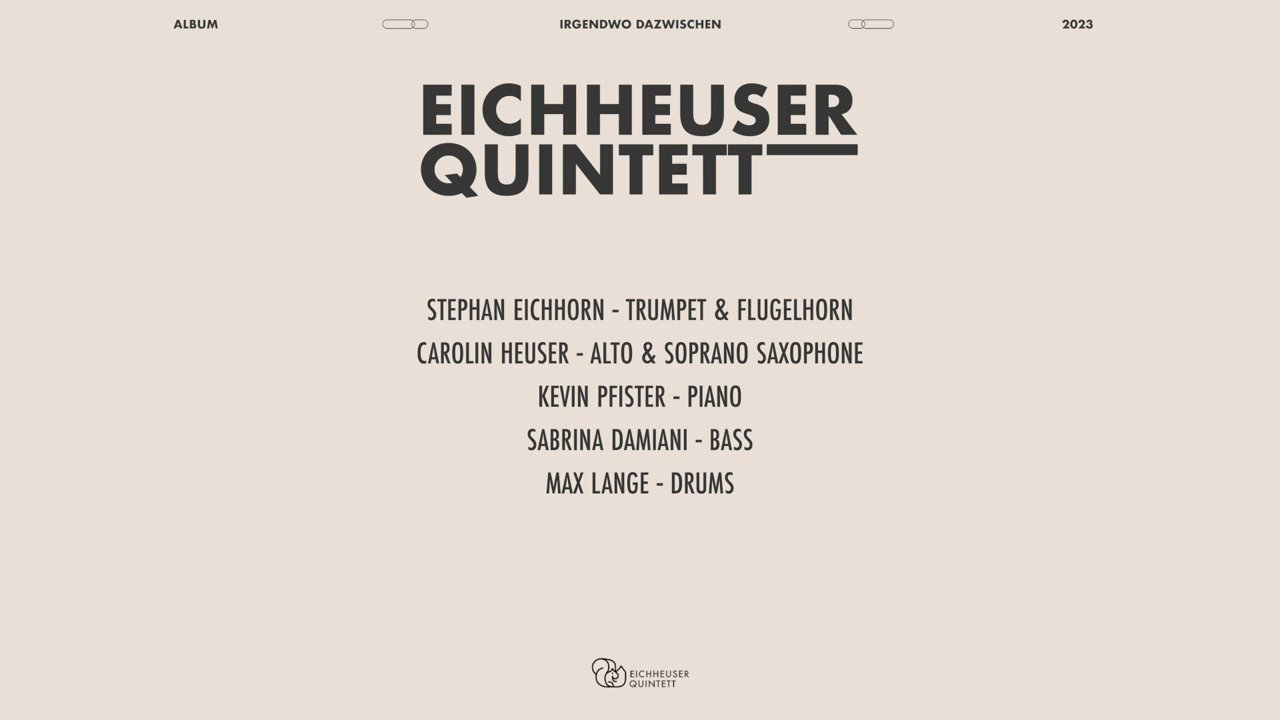 ALBUM IRGENDWO DAZWISCHEN 2023
EICHHEUSER
QUINTETT
STEPHAN EICHHORN - TRUMPET & FLUGELHORN
CAROLIN HEUSER - ALTO & SOPRANO SAXOPHONE
KEVIN PFISTER - PIANO
SABRINA DAMIANI - BASS
MAX LANGE - DRUMS
EICHHEUSER
QUINTETT